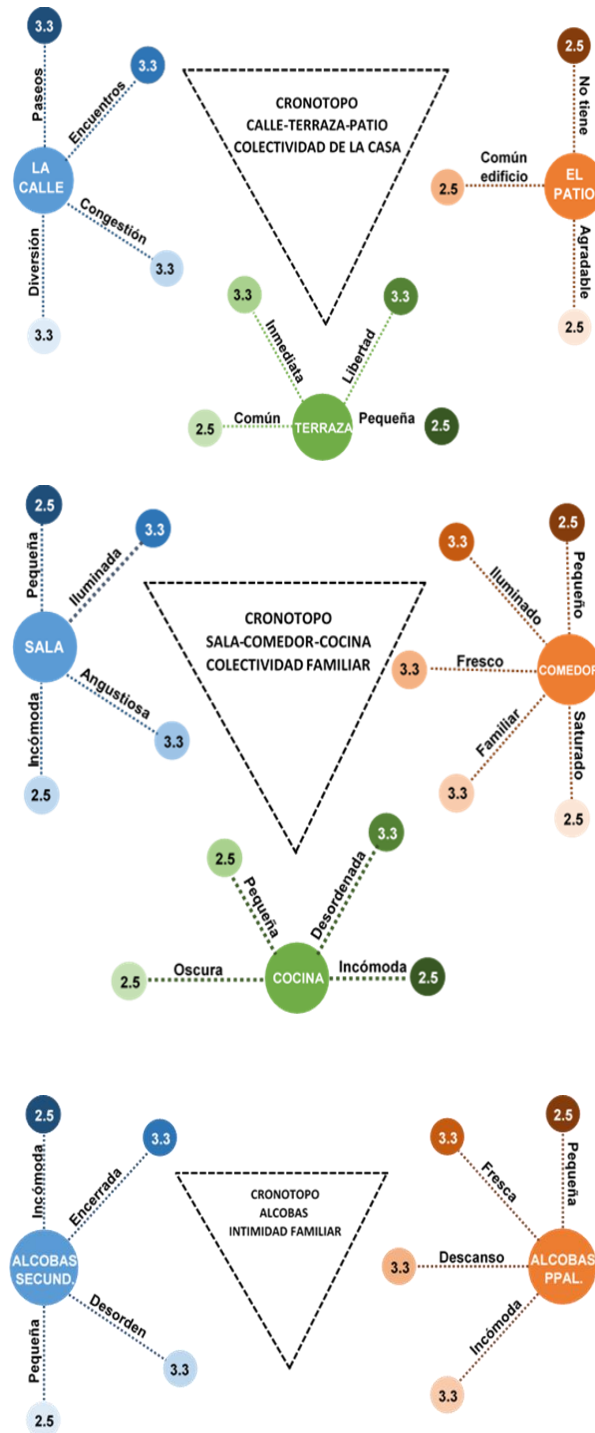 3.3
Paseos
3.3
Encuentros
LA
CALLE
Congestión
3.3
Diversión
3.3
CRONOTOPO
CALLE-TERRAZA-PATIO
COLECTIVIDAD DE LA CASA
2.5
No tiene
Común
edificio
2.5
EL
PATIO
Agradable
2.5
3.3
Inmediata
3.3
Libertad
2.5
Común
TERRAZA
Pequeña
2.5
2.5
Pequeña
3.3
Iluminada
SALA
Angustiosa
3.3
Incómoda
2.5
CRONOTOPO
SALA-COMEDOR-COCINA
COLECTIVIDAD FAMILIAR
3.3
Iluminado
2.5
Pequeño
3.3
Fresco
COMEDOR
Familiar
3.3
Saturado
2.5
2.5
Pequeña
3.3
Desordenada
2.5
Oscura
COCINA
Incómoda
2.5
2.5
Incómoda
3.3
Encerrada
ALCOBAS
SECUND.
Desorden
3.3
Pequeña
2.5
CRONOTOPO
ALCOBAS
INTIMIDAD FAMILIAR
3.3
Fresca
2.5
Pequeña
3.3
Descanso
ALCOBAS
PPAL.
Incómoda
3.3